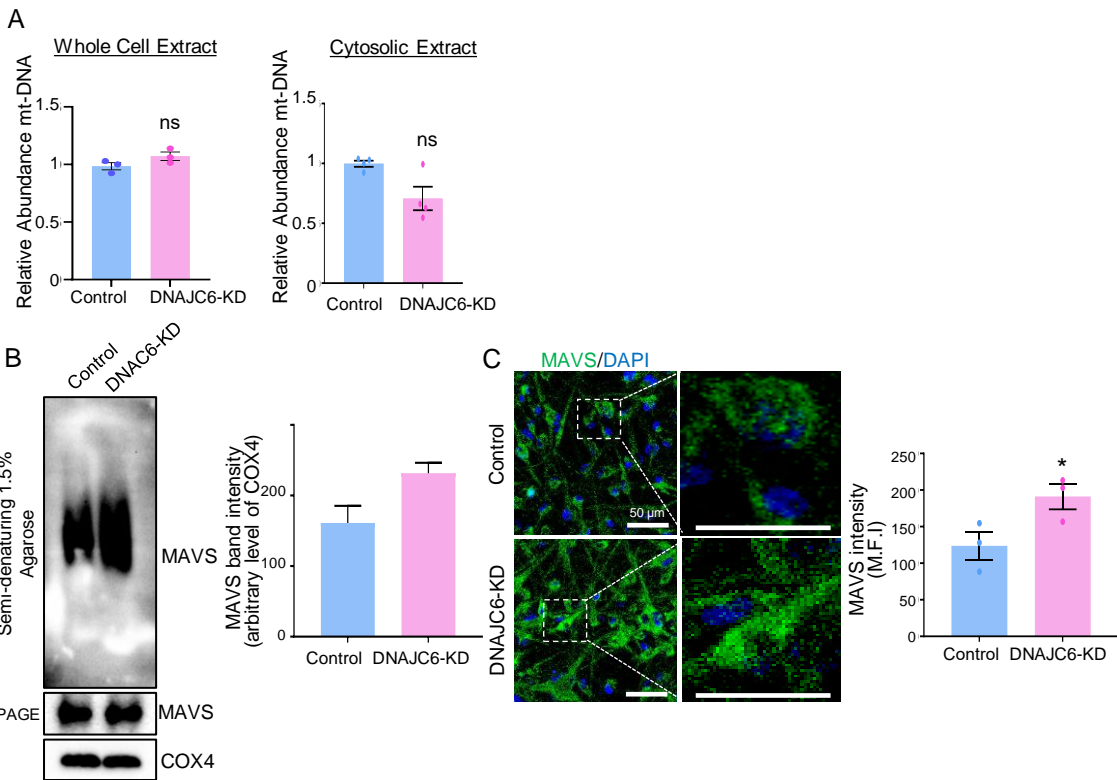 A
Whole Cell Extract
Cytosolic Extract
Relative Abundance mt-DNA
1.5
1
0.5
0
ns
Control
DNAJC6-KD
Relative Abundance mt-DNA
1.5
1
0.5
0
ns
Control
DNAJC6-KD
B
Control
DNAC6-KD
Semi-denaturing 1.5%
Agarose
MAVS
PAGE
MAVS
COX4
MAVS band intensity
(arbitrary level of COX4)
200
100
0
Control
DNAJC6-KD
C
MAVS/DAPI
Control
50 µm
DNAJC6-KD
MAVS intensity
(M.F.I)
250
200
150
100
50
0
*
Control
DNAJC6-KD